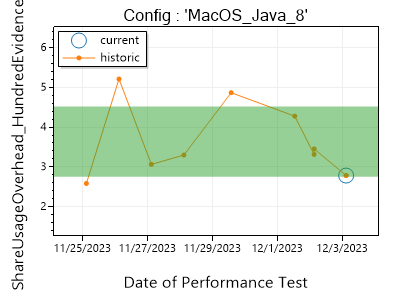 Config : 'MacOS_Java_8'
current
historic
ShareUsageOverhead_HundredEvidence
6
5
4
3
2
11/25/2023
11/27/2023
11/29/2023
12/1/2023
12/3/2023
Date of Performance Test